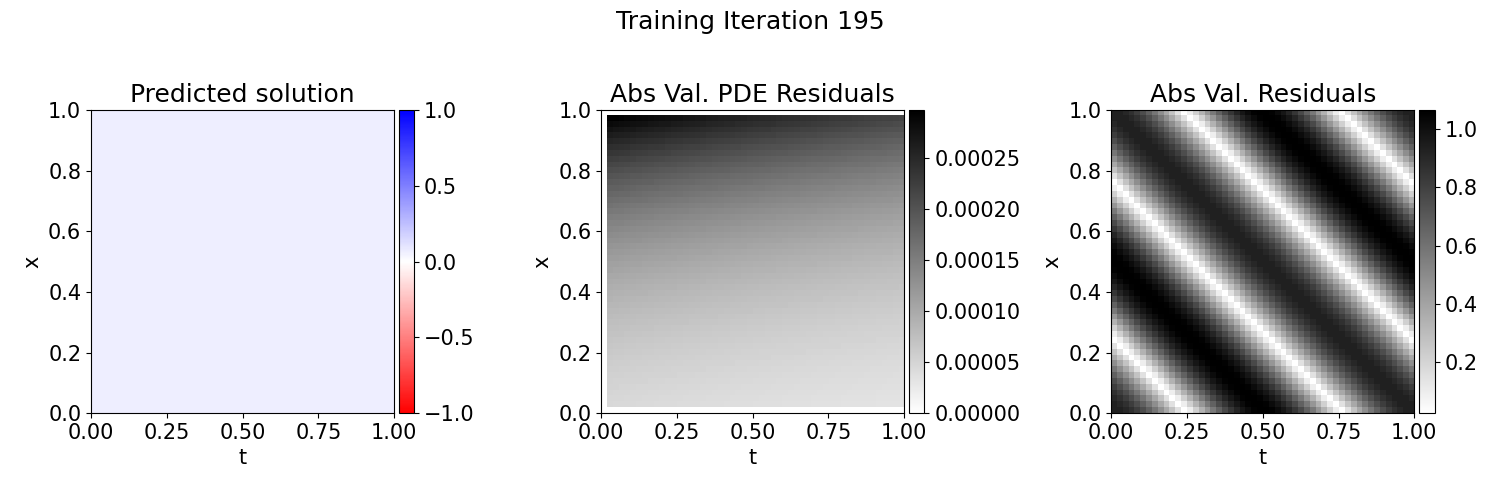 Training Iteration 195
Predicted solution
1.0
0.8
0.6
0.4
0.2
0.0
x
0.00 0.25 0.50 0.75 1.00
t
1.0
0.5
0.0
−0.5
−1.0
Abs Val. PDE Residuals
1.0
0.8
0.6
0.4
0.2
0.0
x
0.00 0.25 0.50 0.75 1.00
t
0.00025
0.00020
0.00015
0.00010
0.00005
0.00000
Abs Val. Residuals
1.0
0.8
0.6
0.4
0.2
0.0
x
0.00 0.25 0.50 0.75 1.00
t
1.0
0.8
0.6
0.4
0.2